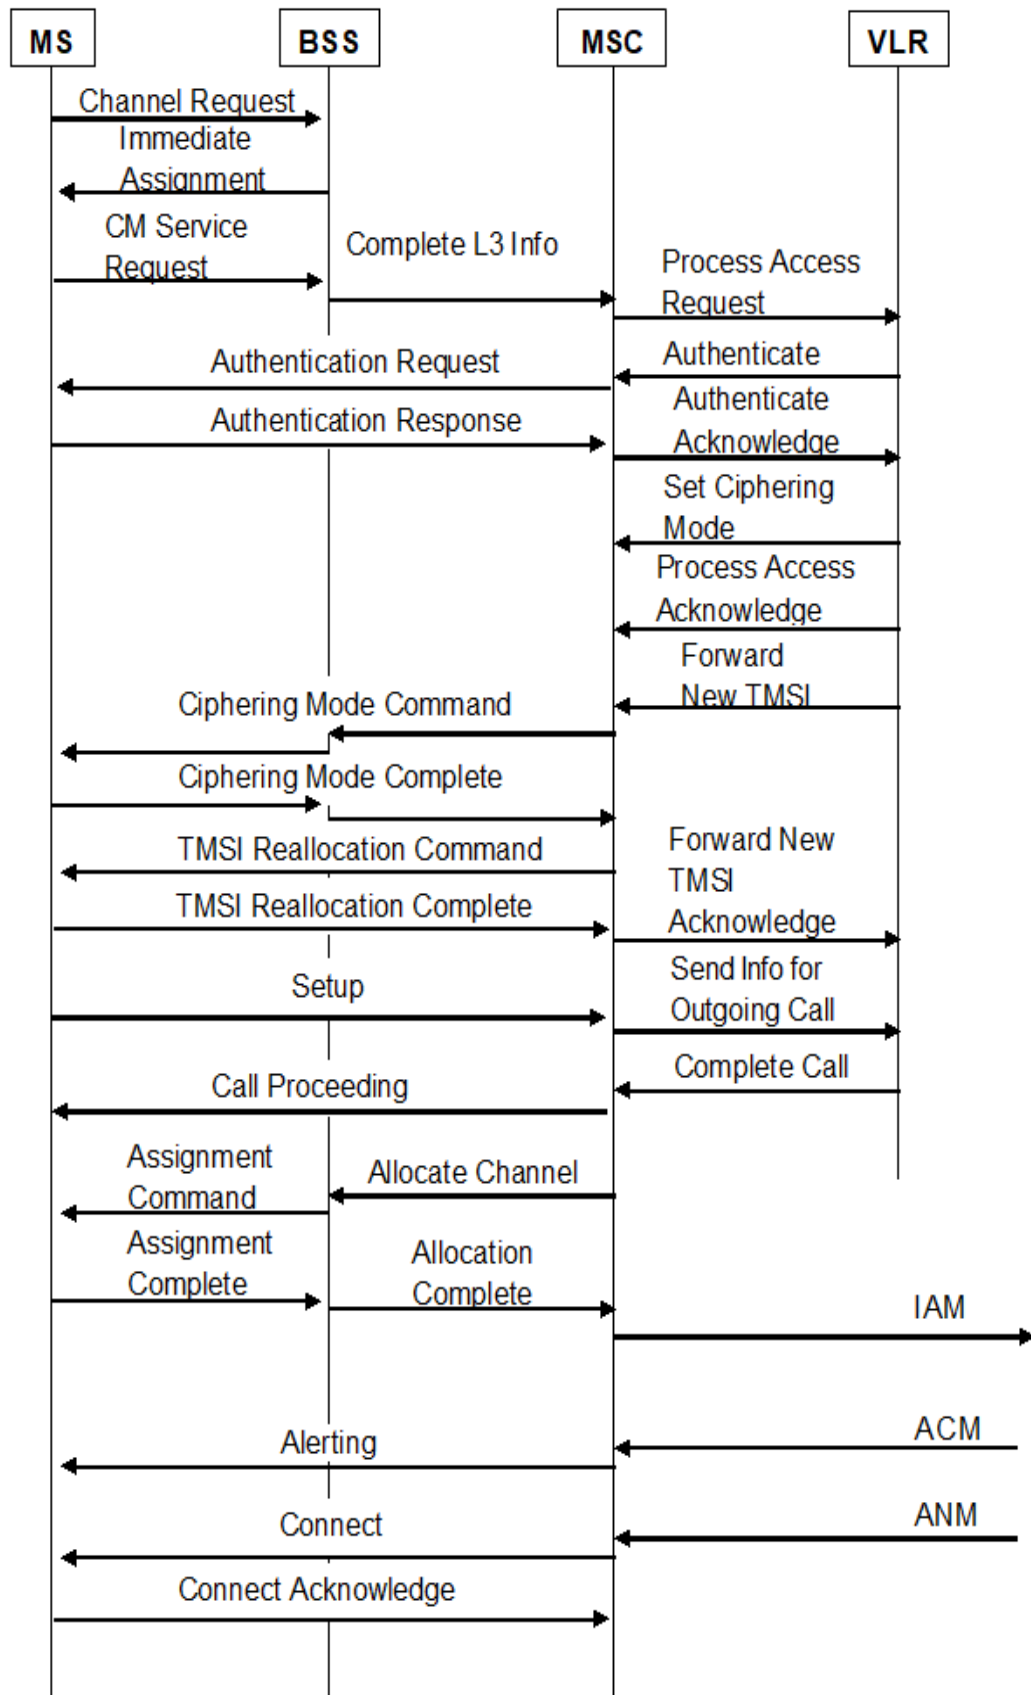 MS BSS MSC VLR
Channel Request
Immediate
Assignment
CM Service
Request
Complete L3 Info
Process Access
Request
Authentication Request
Authenticate
Authentication Response
Authenticate
Acknowledge
Set Ciphering
Mode
Process Access
Acknowledge
Forward
New TMSI
Ciphering Mode Command
Ciphering Mode Complete
TMSI Reallocation Command
Forward New
TMSI
Acknowledge
TMSI Reallocation Complete
Setup
Send Info for
Outgoing Call
Complete Call
Call Proceeding
Assignment
Command
Allocate Channel
Assignment
Complete
Allocation
Complete
IAM
ACM
Alerting
ANM
Connect
Connect Acknowledge